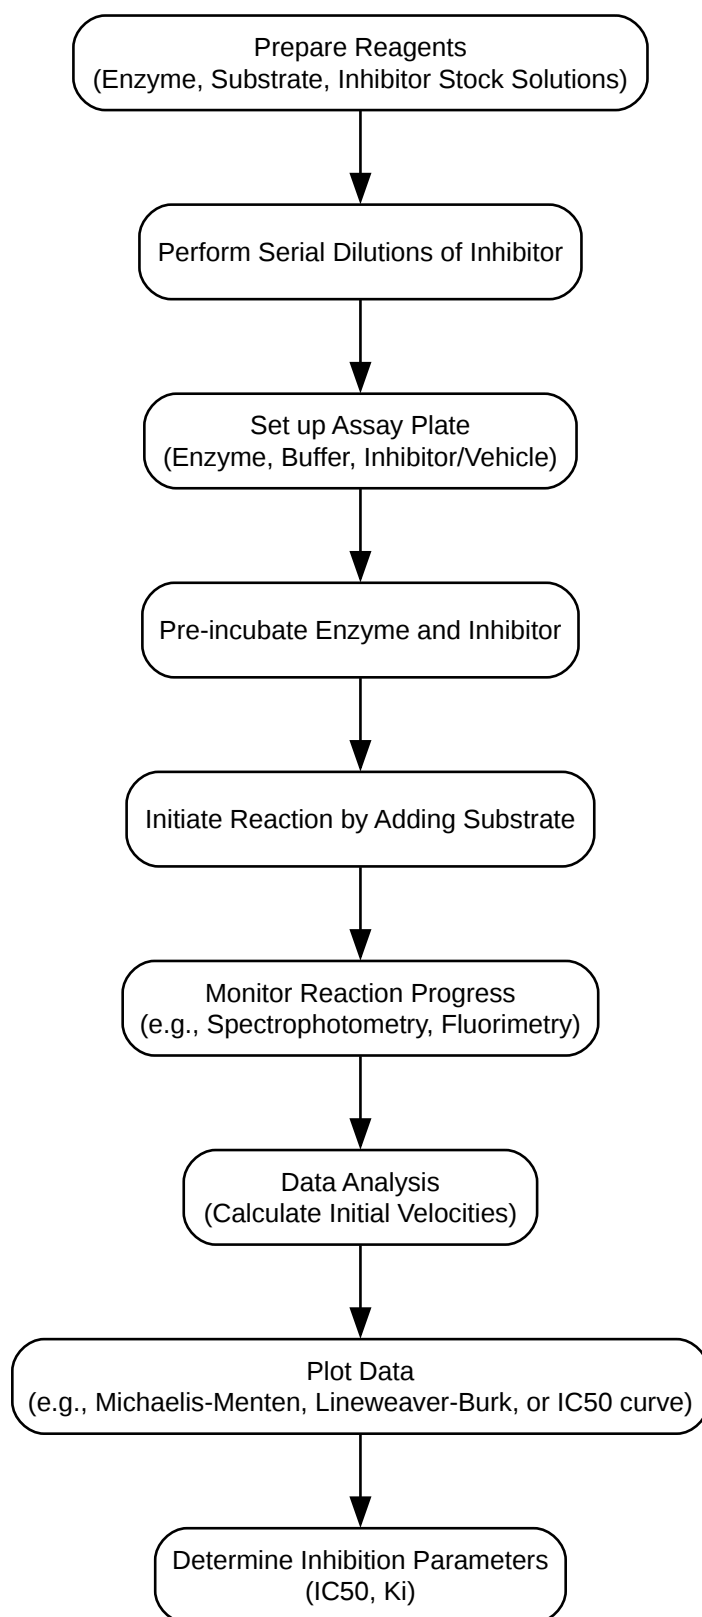 Prepare Reagents
(Enzyme, Substrate, Inhibitor Stock Solutions)
Perform Serial Dilutions of Inhibitor
Set up Assay Plate
(Enzyme, Buffer, Inhibitor/Vehicle)
Pre-incubate Enzyme and Inhibitor
Initiate Reaction by Adding Substrate
Monitor Reaction Progress
(e.g., Spectrophotometry, Fluorimetry)
Data Analysis
(Calculate Initial Velocities)
Plot Data
(e.g., Michaelis-Menten, Lineweaver-Burk, or IC50 curve)
Determine Inhibition Parameters
(IC50, Ki)